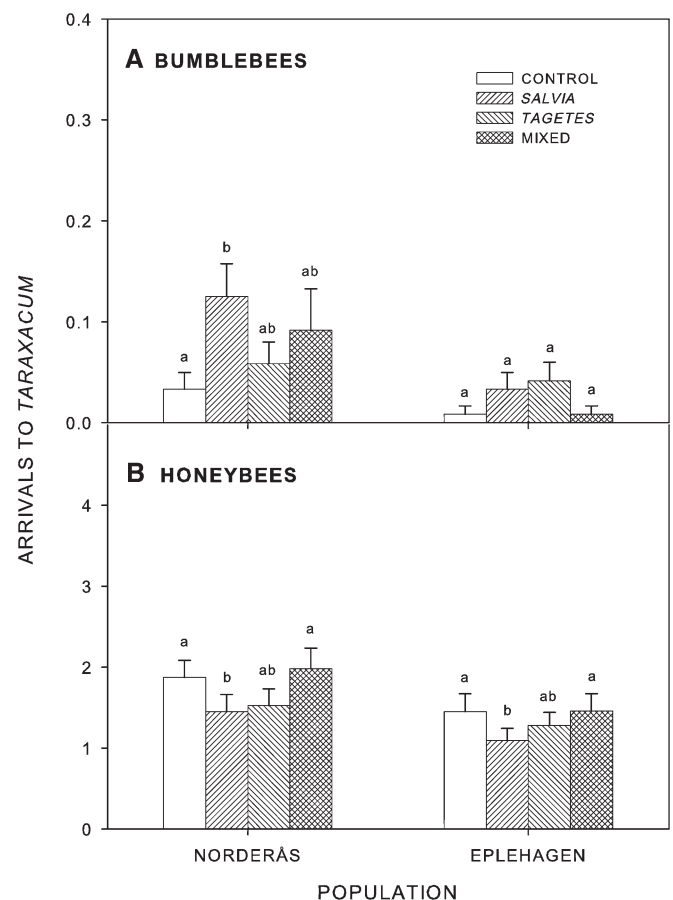 0.4
A BUMBLEBEES
CONTROL
SALVIA
TAGETES
MIXED
0.3
0.2
0.1
0.0
a
b
ab
ab
a
a
a
a
B HONEYBEES
4
3
2
1
0
a
b
ab
a
a
b
ab
a
NORDERÅS
EPLEHAGEN
POPULATION
ARRIVALS TO TARAXACUM